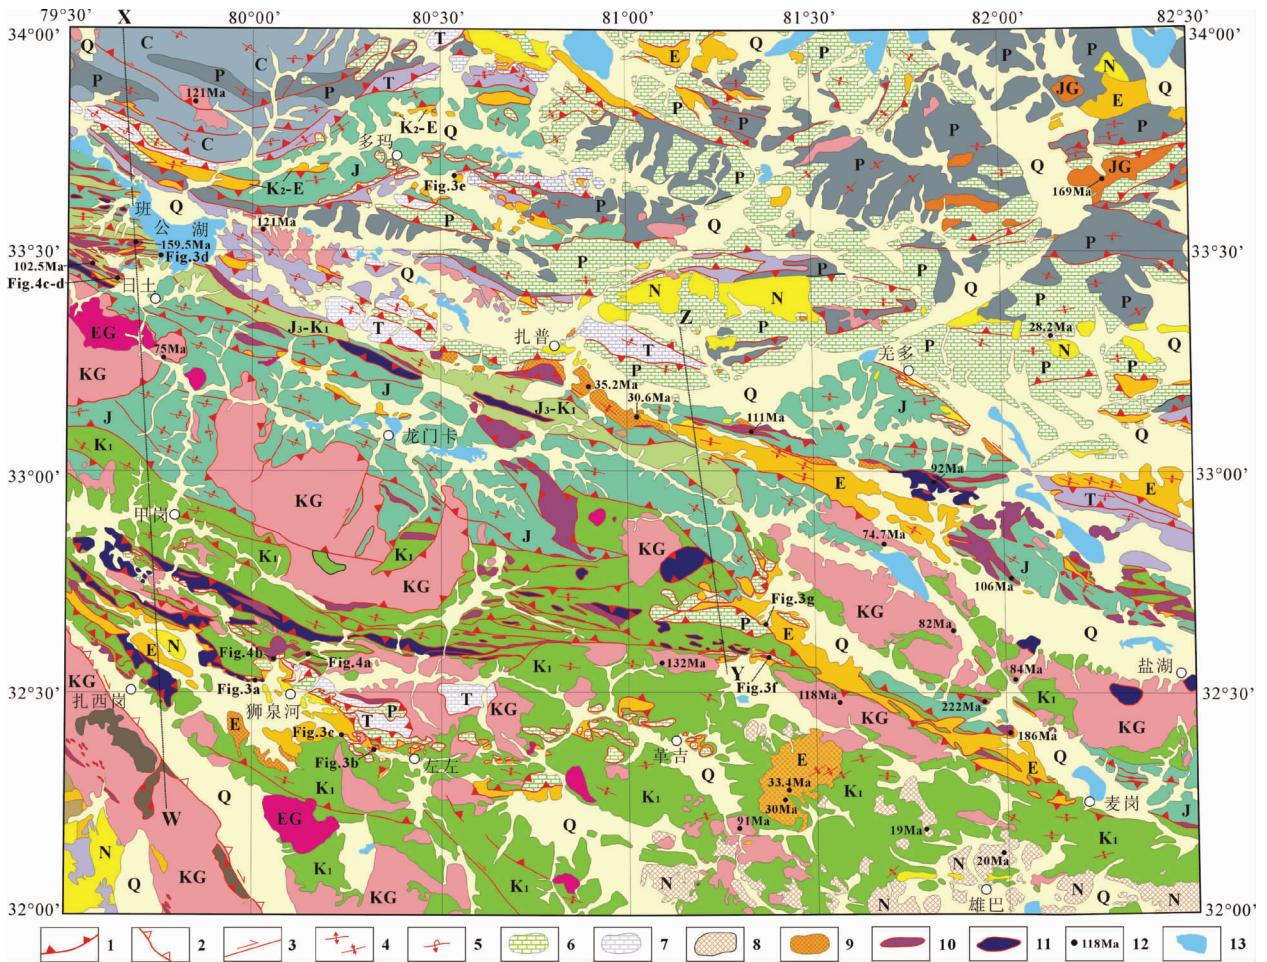 79°30’ X 80°00’ 80°30’ 81°00’ 81°30’ 82°00’ 82°30’
34°00’ 34°00’
Q C T E Q P P N Q
P P C P T JG E
121Ma
C K₂-E Q P P P P JG
多玛
K₂-E J Fig.3e P P 169Ma
班公湖 Q 121Ma P P Q P
33°30’ 33°30’
159.5Ma
Fig.3d
102.5Ma
Fig.4c-d
日土
Q P P Q P P
N N
EG J₃-K₁ T Z P 28.2Ma
扎普 羌多 Q
75Ma T P N
KG J P 35.2Ma P P
30.6Ma Q
J₃-K₁ 111Ma J
K₁ 龙门卡 Q
33°00’ 33°00’
92Ma
KG E T E
甲岗
K₁ K₁ J KG 74.7Ma
KG J
106Ma
Fig.3g
P KG
E N E Q 82Ma Q
Fig.4b Fig.4a K₁ 132Ma Y 84Ma 盐湖
KG Fig.3a Fig.3f
32°30’ 32°30’
扎西岗 狮泉河 T 118Ma 222Ma K₁
E P KG KG KG
Fig.3c T 186Ma
Fig.3b 左左 革吉 E Q
K₁ Q K₁ 33.4Ma K₁ E 麦岗
Q 30Ma J
W EG 91Ma 19Ma K₁
N Q 20Ma
KG K₁ K₁ N N
Q KG N N N Q N
雄巴
32°00’ 32°00’
1 2 3 4 5 6 7 8 9 10 11 118Ma 12 13